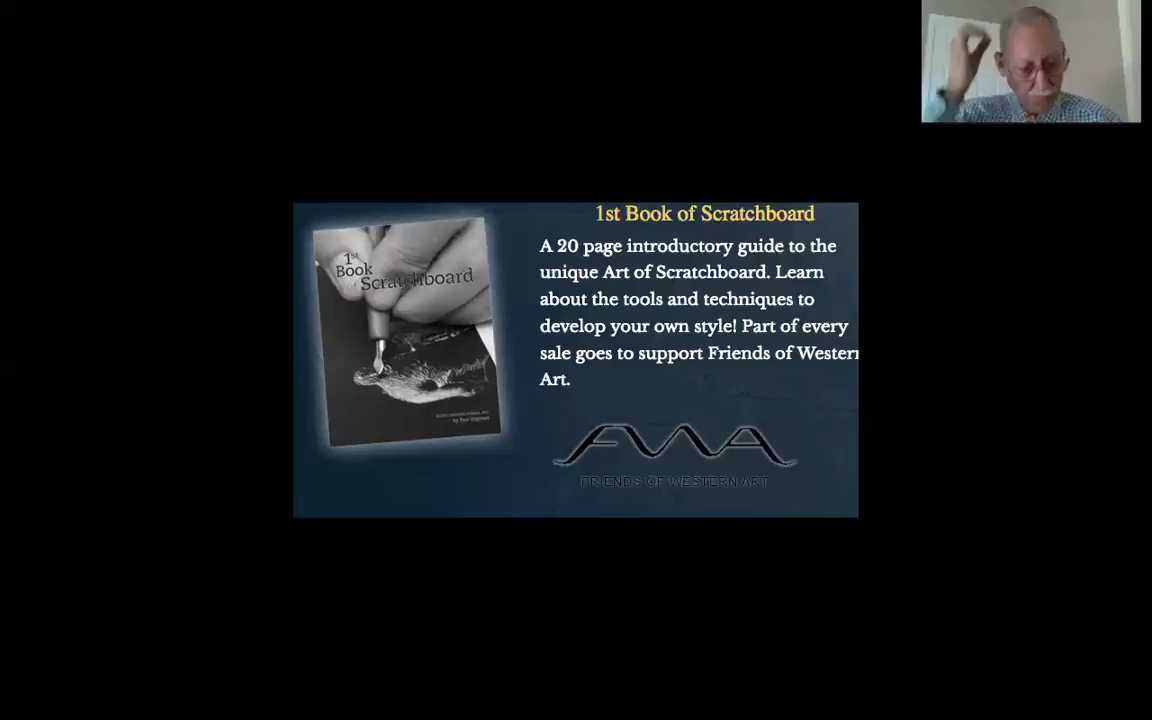 1st Book of Scratchboard
A 20 page introductory guide to the
unique Art of Scratchboard. Learn
about the tools and techniques to
develop your own style! Part of every
sale goes to support Friends of Western
Art.
1st
Book
Scratchboard
FWA
FRIENDS OF WESTERN ART